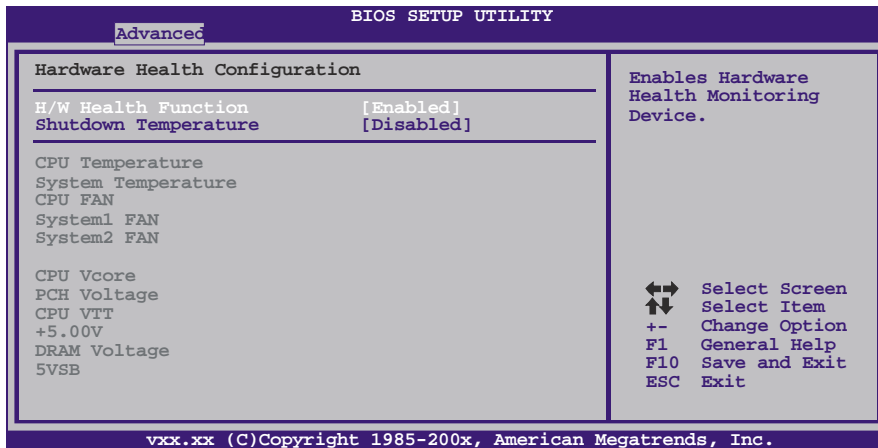 BIOS SETUP UTILITY
Advanced
Hardware Health Configuration
H/W Health Function [Enabled]
Shutdown Temperature [Disabled]
CPU Temperature
System Temperature
CPU FAN
System1 FAN
System2 FAN
CPU Vcore
PCH Voltage
CPU VTT
+5.00V
DRAM Voltage
5VSB
Enables Hardware
Health Monitoring
Device.
Select Screen
Select Item
+- Change Option
F1 General Help
F10 Save and Exit
ESC Exit
vxx.xx (C)Copyright 1985-200x, American Megatrends, Inc.